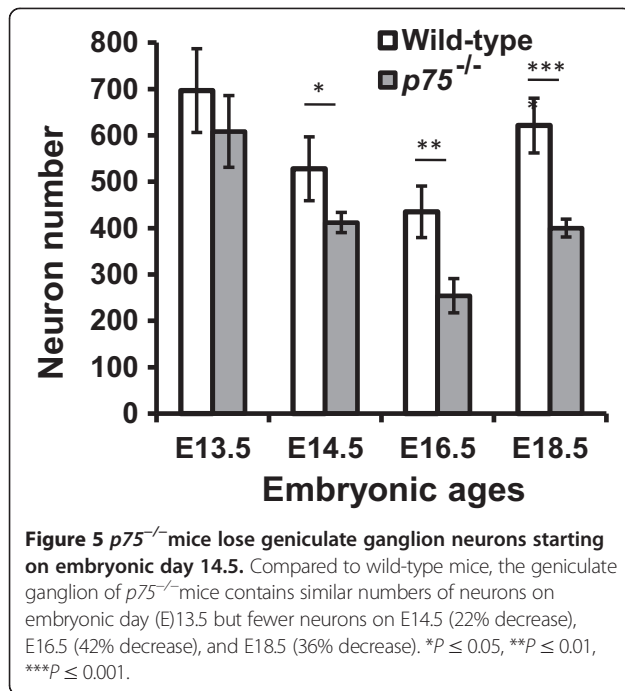 800
700
600
500
400
300
200
100
0
Neuron number
Wild-type
p75-/-
*
**
***
*
E13.5 E14.5 E16.5 E18.5
Embryonic ages
Figure 5 p75−/− mice lose geniculate ganglion neurons starting
on embryonic day 14.5. Compared to wild-type mice, the geniculate
ganglion of p75−/− mice contains similar numbers of neurons on
embryonic day (E)13.5 but fewer neurons on E14.5 (22% decrease),
E16.5 (42% decrease), and E18.5 (36% decrease). *P ≤ 0.05, **P ≤ 0.01,
***P ≤ 0.001.